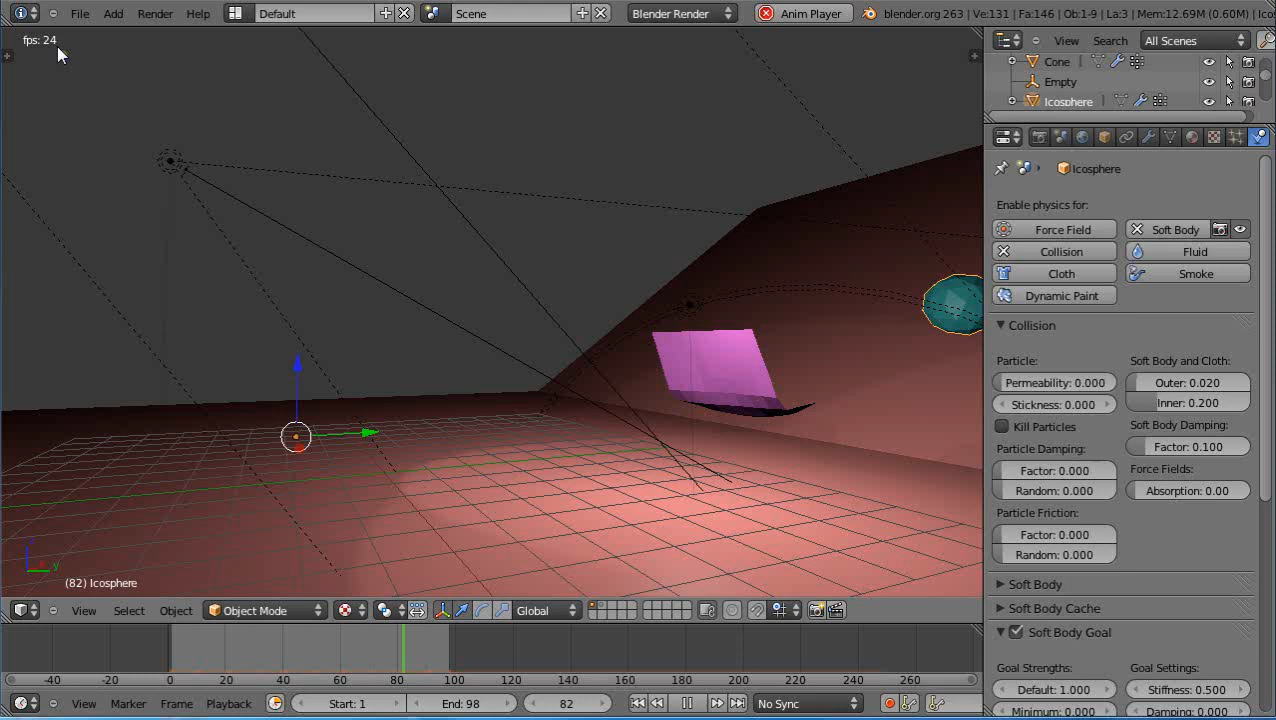 File Add Render Help Default Scene Blender Render Anim Player blender.org 263 | Ve:131 | Fa:146 | Ob:1-9 | La:3 | Mem:12.69M (0.60M) | Ico
fps: 24
View Search All Scenes
Cone
Empty
Icosphere
Icosphere
Enable physics for:
Force Field Soft Body
Collision Fluid
Cloth Smoke
Dynamic Paint
Collision
Particle: Soft Body and Cloth:
Permeability: 0.000 Outer: 0.020
Stickness: 0.000 Inner: 0.200
Kill Particles Soft Body Damping:
Particle Damping: Factor: 0.100
Factor: 0.000 Force Fields:
Random: 0.000 Absorption: 0.00
Particle Friction:
Factor: 0.000
Random: 0.000
Soft Body
Soft Body Cache
Soft Body Goal
Goal Strengths: Goal Settings:
Default: 1.000 Stiffness: 0.500
Minimum: 0.000 Damping: 0.000
z y
(82) Icosphere
View Select Object Object Mode Global
-40 -20 0 20 40 60 80 100 120 140 160 180 200 220 240 260
View Marker Frame Playback Start: 1 End: 98 82 No Sync